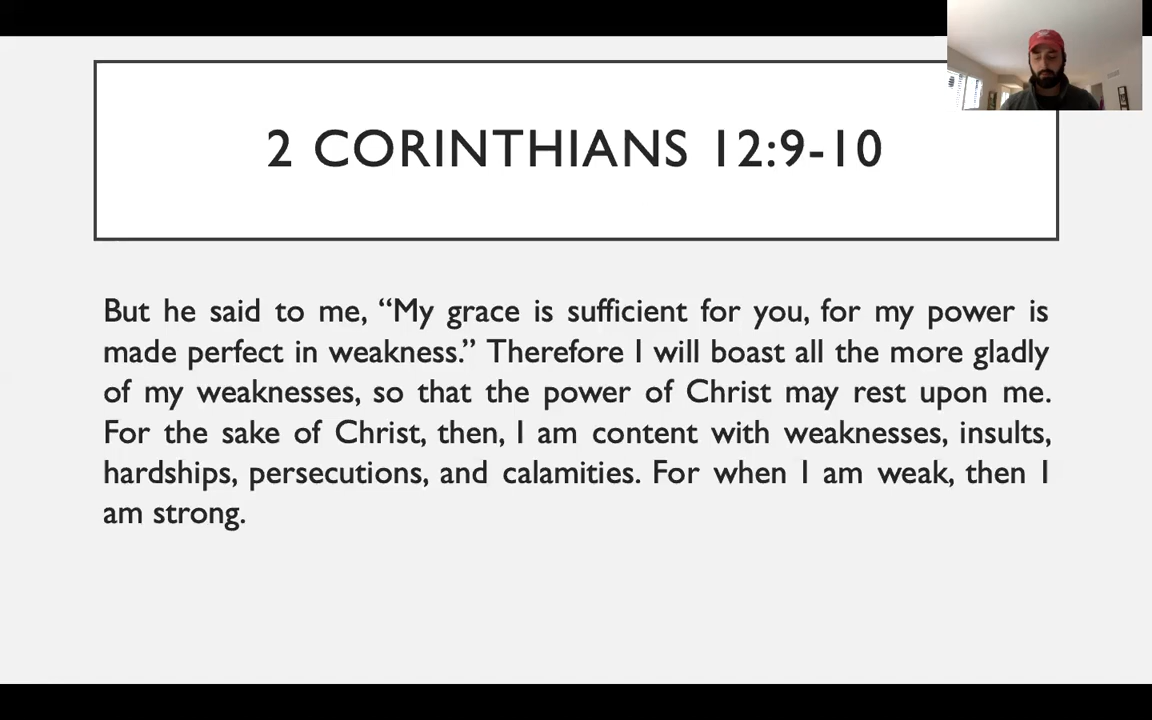 2 CORINTHIANS 12:9-10
But he said to me, “My grace is sufficient for you, for my power is
made perfect in weakness.” Therefore I will boast all the more gladly
of my weaknesses, so that the power of Christ may rest upon me.
For the sake of Christ, then, I am content with weaknesses, insults,
hardships, persecutions, and calamities. For when I am weak, then I
am strong.